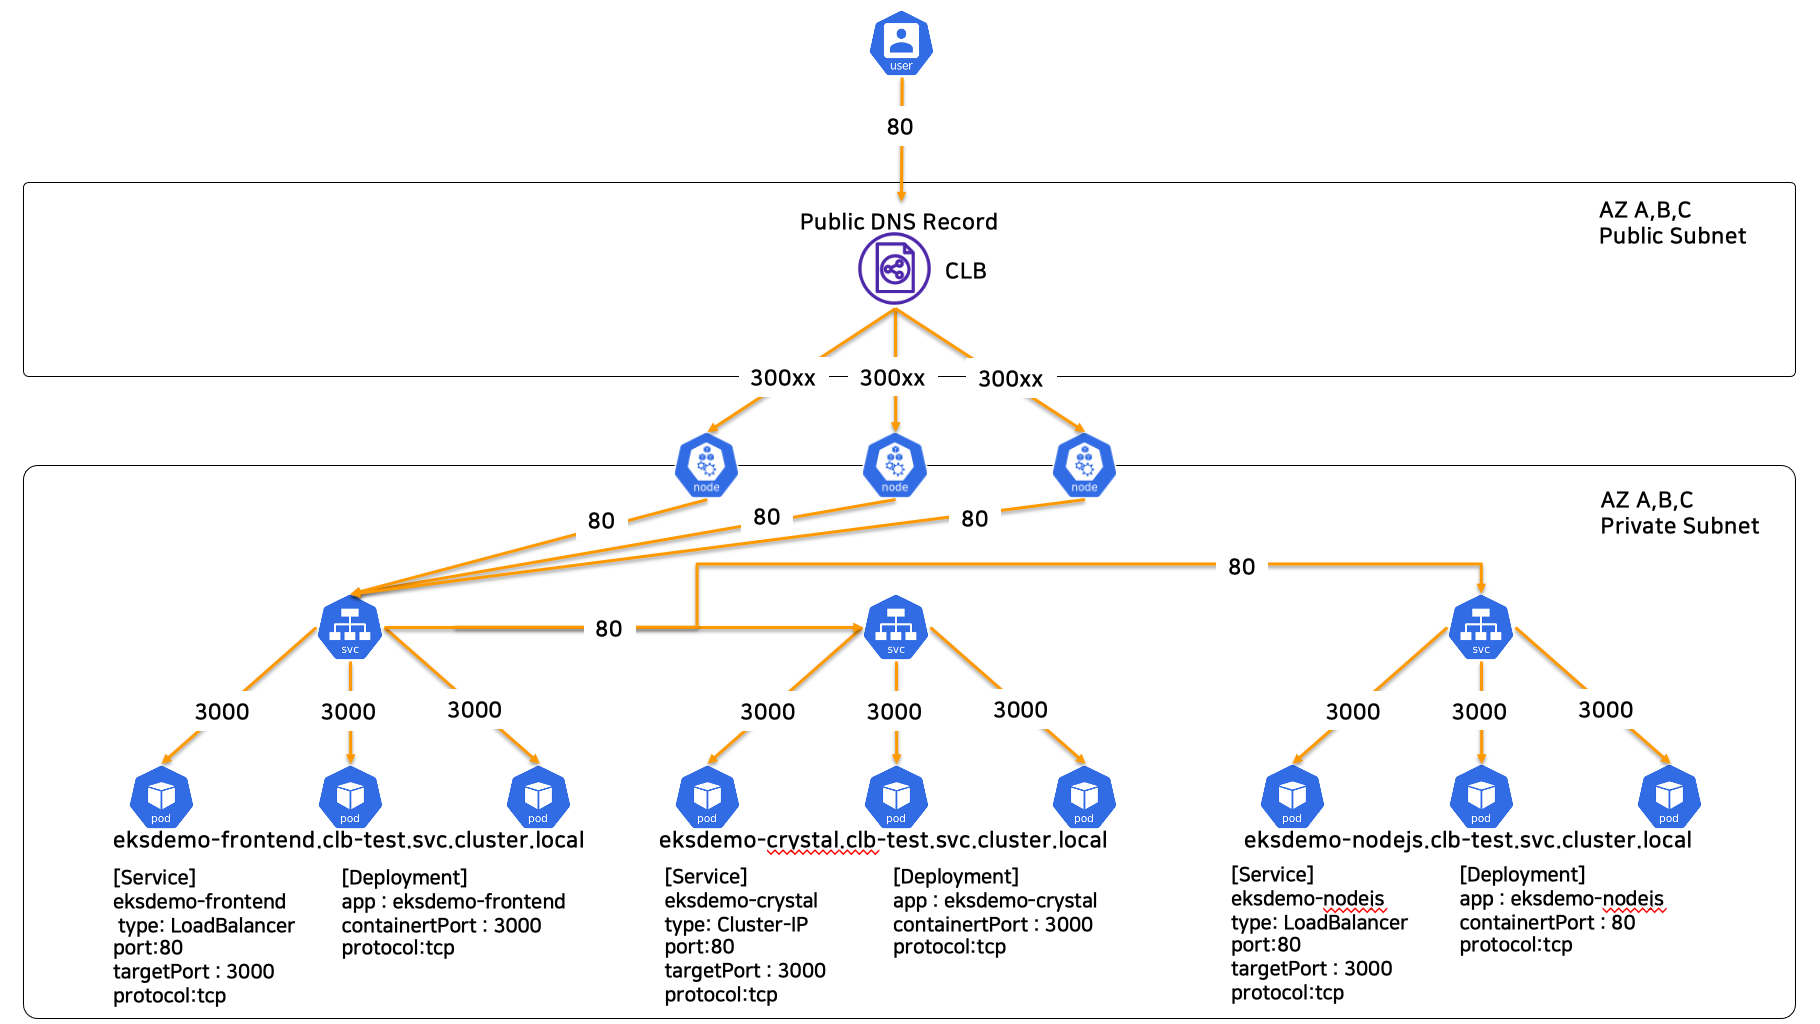 user
80
Public DNS Record
AZ A,B,C
Public Subnet
CLB
300xx
300xx
300xx
node
node
node
AZ A,B,C
Private Subnet
80
80
80
80
80
svc
svc
svc
3000
3000
3000
3000
3000
3000
3000
3000
3000
pod
pod
pod
pod
pod
pod
pod
pod
pod
eksdemo-frontend.clb-test.svc.cluster.local
eksdemo-crystal.clb-test.svc.cluster.local
eksdemo-nodejs.clb-test.svc.cluster.local
[Service]
eksdemo-frontend
type: LoadBalancer
port:80
targetPort : 3000
protocol:tcp
[Deployment]
app : eksdemo-frontend
containertPort : 3000
protocol:tcp
[Service]
eksdemo-crystal
type: Cluster-IP
port:80
targetPort : 3000
protocol:tcp
[Deployment]
app : eksdemo-crystal
containertPort : 3000
protocol:tcp
[Service]
eksdemo-nodejs
type: LoadBalancer
port:80
targetPort : 3000
protocol:tcp
[Deployment]
app : eksdemo-nodejs
containertPort : 80
protocol:tcp